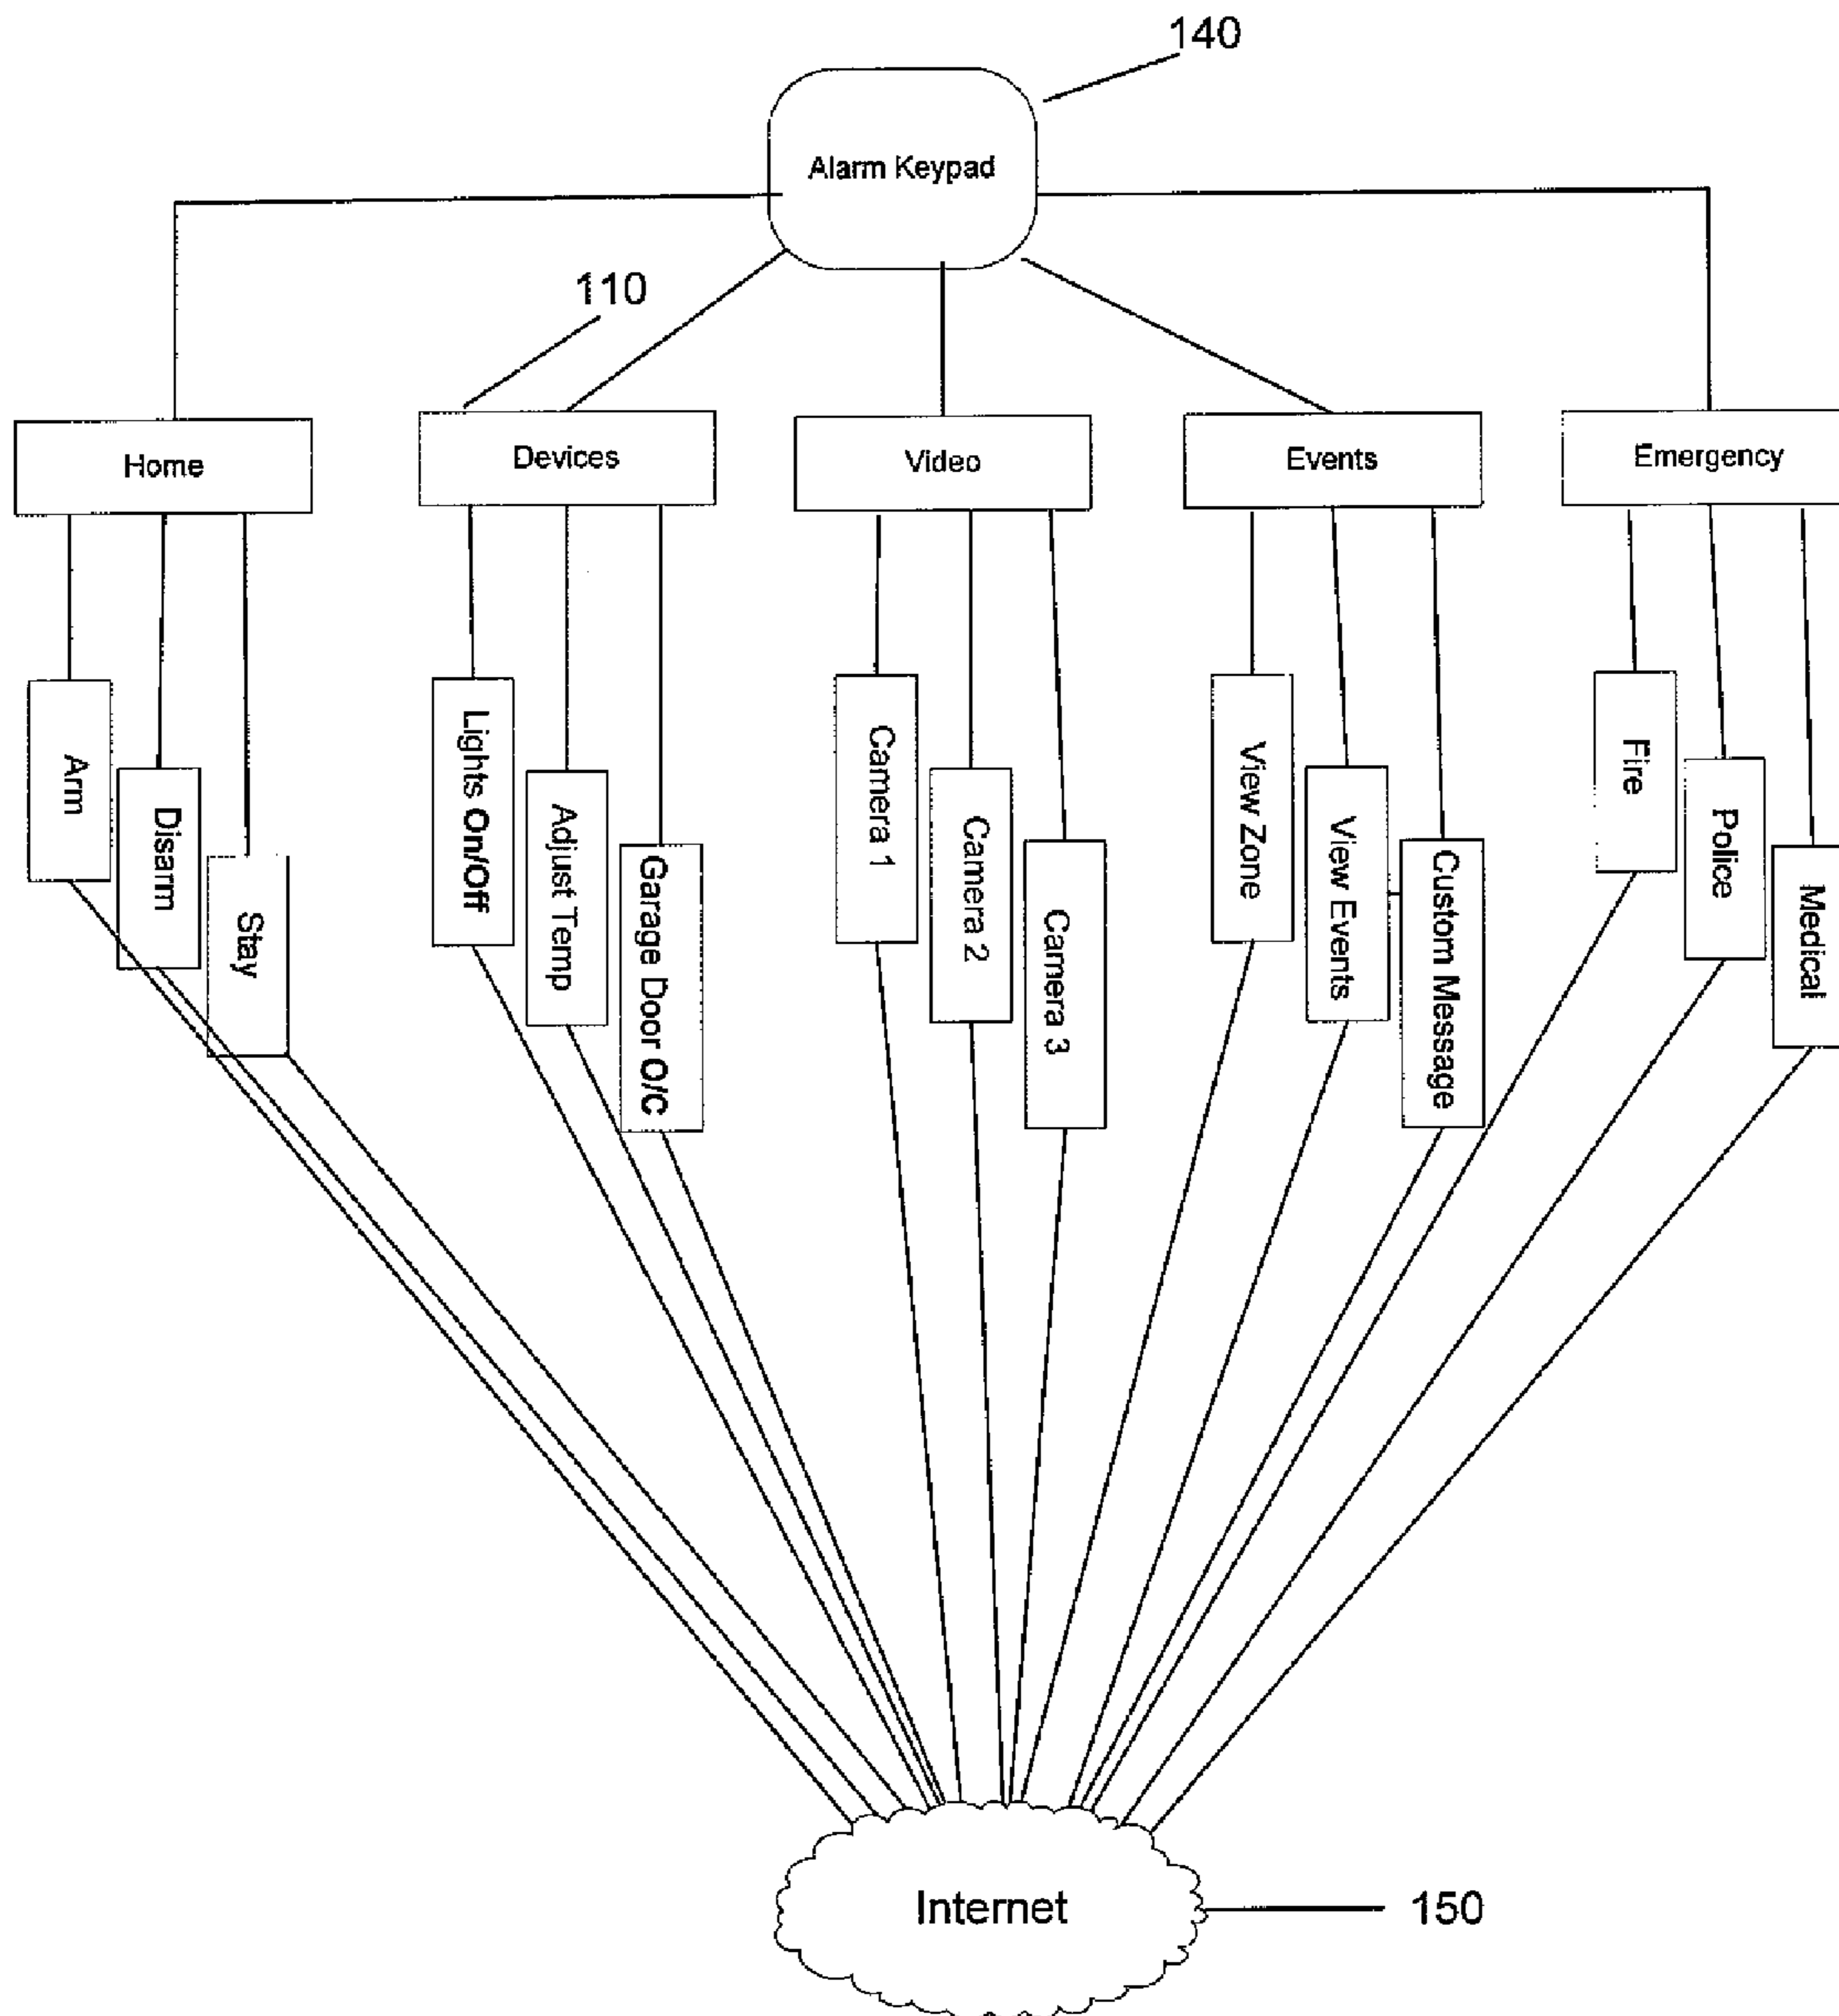 140
Alarm Keypad
110
Home
Devices
Video
Events
Emergency
Arm
Disarm
Stay
Lights On/Off
Adjust Temp
Garage Door O/C
Camera 1
Camera 2
Camera 3
View Zone
View Events
Custom Message
Fire
Police
Medical
Internet
150